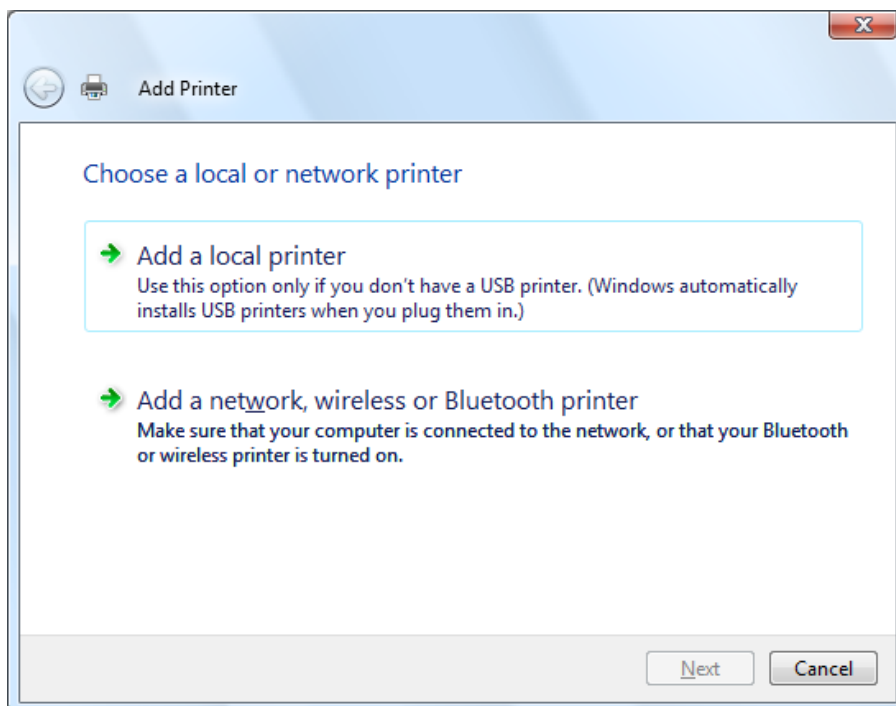 Add Printer
Choose a local or network printer
Add a local printer
Use this option only if you don't have a USB printer. (Windows automatically
installs USB printers when you plug them in.)
Add a network, wireless or Bluetooth printer
Make sure that your computer is connected to the network, or that your Bluetooth
or wireless printer is turned on.
Next
Cancel